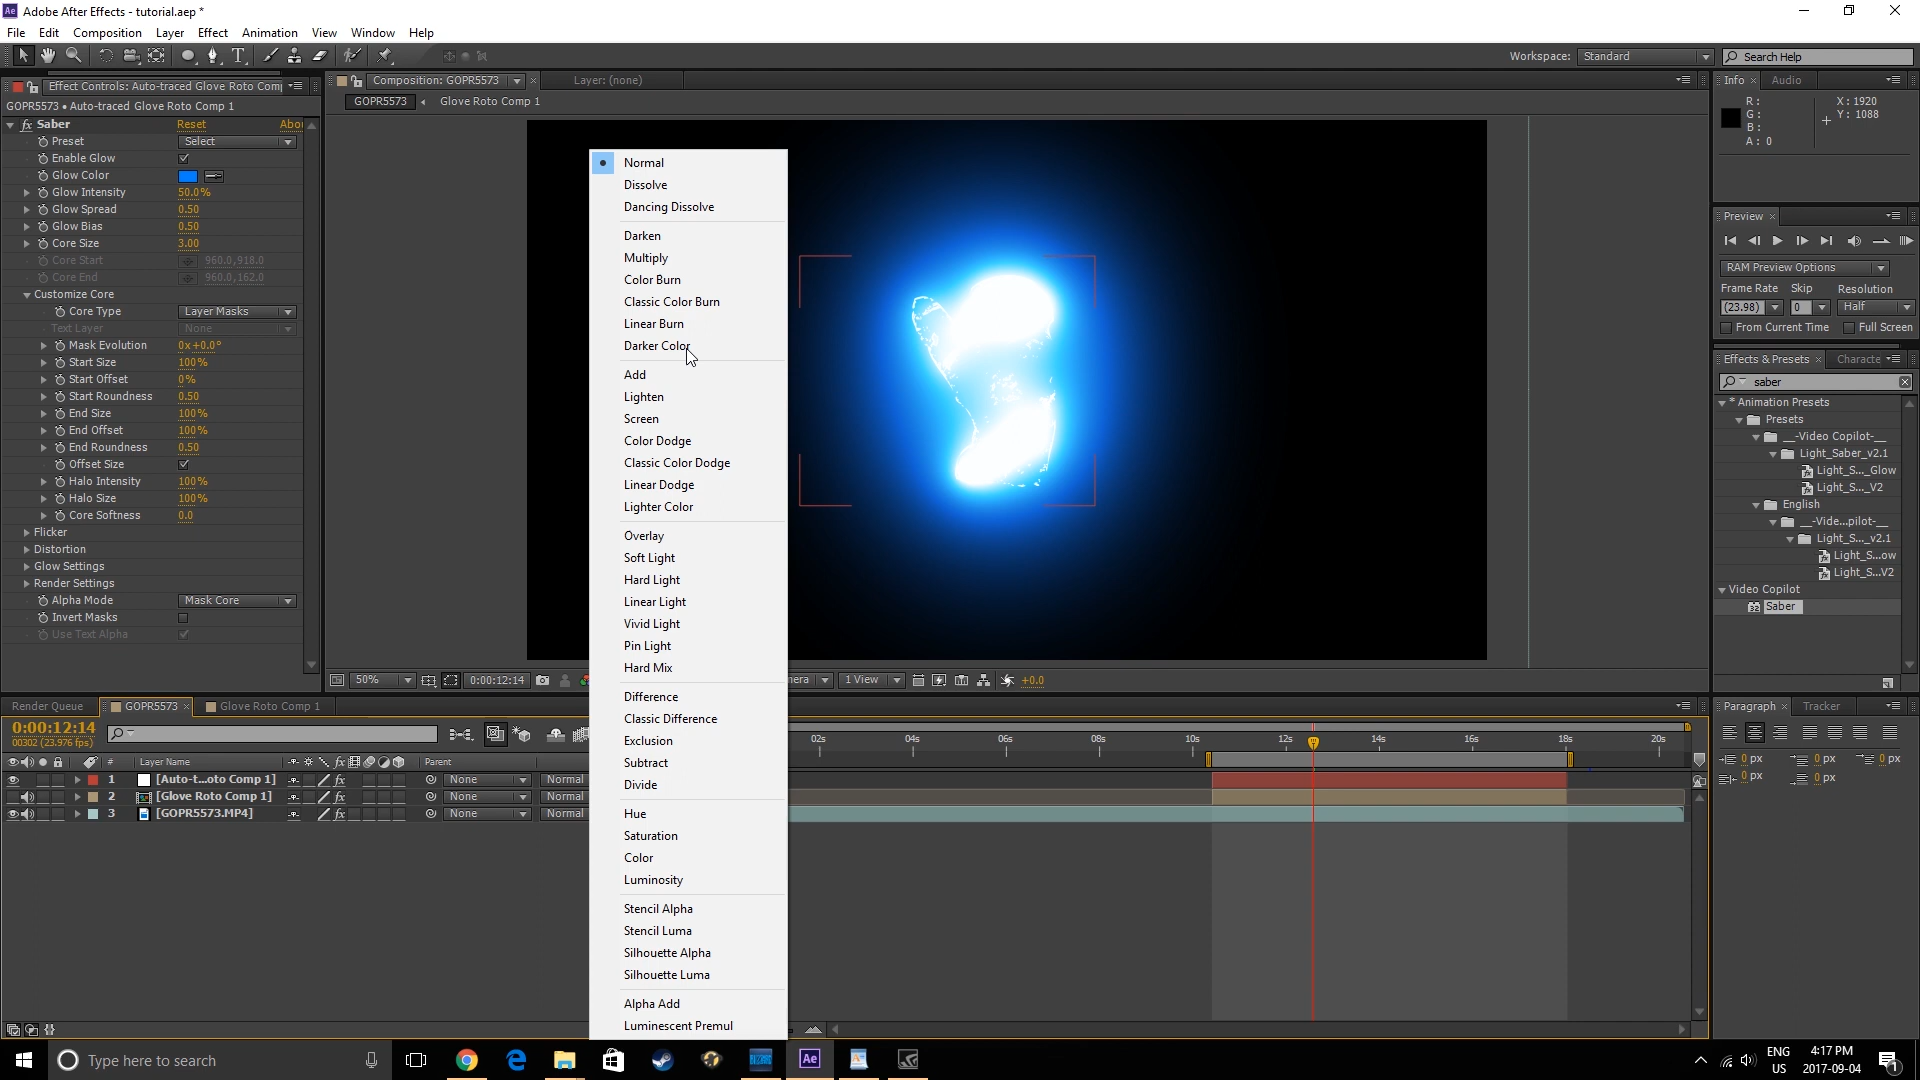 Adobe After Effects - tutorial.aep *
File Edit Composition Layer Effect Animation View Window Help
Workspace: Standard
Search Help
Effect Controls: Auto-traced Glove Roto Com
GOPR5573 • Auto-traced Glove Roto Comp 1
fx Saber Reset Abou
Preset Select
Enable Glow
Glow Color
Glow Intensity 50.0%
Glow Spread 0.50
Glow Bias 0.50
Core Size 3.00
Core Start 960.0,918.0
Core End 960.0,162.0
Customize Core
Core Type Layer Masks
Text Layer None
Mask Evolution 0x+0.0°
Start Size 100%
Start Offset 0%
Start Roundness 0.50
End Size 100%
End Offset 100%
End Roundness 0.50
Offset Size
Halo Intensity 100%
Halo Size 100%
Core Softness 0.0
Flicker
Distortion
Glow Settings
Render Settings
Alpha Mode Mask Core
Invert Masks
Use Text Alpha
Composition: GOPR5573
Layer: (none)
GOPR5573
Glove Roto Comp 1
Normal
Dissolve
Dancing Dissolve
Darken
Multiply
Color Burn
Classic Color Burn
Linear Burn
Darker Color
Add
Lighten
Screen
Color Dodge
Classic Color Dodge
Linear Dodge
Lighter Color
Overlay
Soft Light
Hard Light
Linear Light
Vivid Light
Pin Light
Hard Mix
Difference
Classic Difference
Exclusion
Subtract
Divide
Hue
Saturation
Color
Luminosity
Stencil Alpha
Stencil Luma
Silhouette Alpha
Silhouette Luma
Alpha Add
Luminescent Premul
50% 0:00:12:14 nera 1 View +0.0
Info Audio
R: X: 1920
G: Y: 1088
B:
A: 0
Preview
RAM Preview Options
Frame Rate Skip Resolution
(23.98) 0 Half
From Current Time Full Screen
Effects & Presets Characte
saber
* Animation Presets
Presets
__-Video Copilot-__
Light_Saber_v2.1
Light_S..._Glow
Light_S..._V2
English
__-Vide...pilot-__
Light_S..._v2.1
Light_S...ow
Light_S...V2
Video Copilot
32 Saber
Render Queue GOPR5573 Glove Roto Comp 1
0:00:12:14
00302 (23.976 fps)
# Layer Name fx Parent
1 [Auto-t...oto Comp 1] fx None Normal
2 [Glove Roto Comp 1] fx None Normal
3 [GOPR5573.MP4] fx None Normal
02s 04s 06s 08s 10s 12s 14s 16s 18s 20s
Paragraph Tracker
0 px 0 px 0 px
0 px 0 px
Type here to search
Ae
ENG
US
4:17 PM
2017-09-04
1